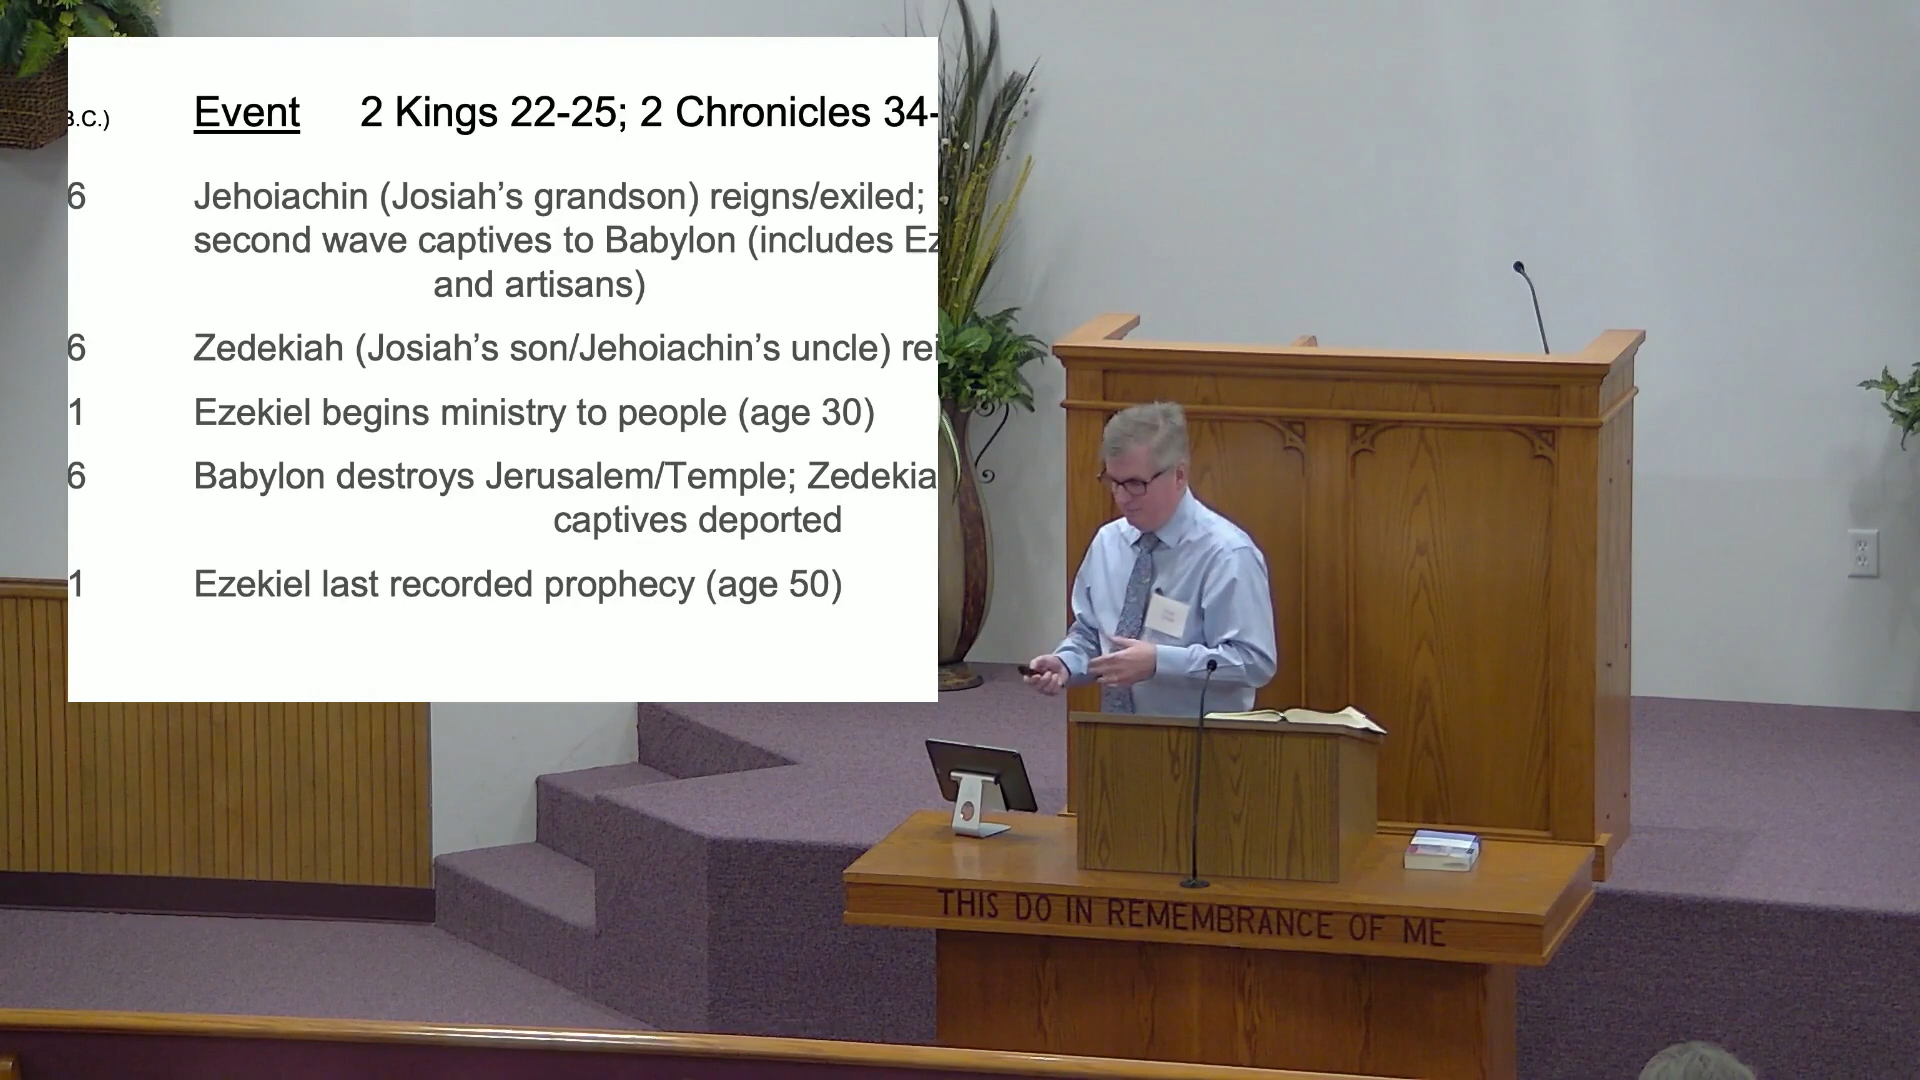 B.C.) Event 2 Kings 22-25; 2 Chronicles 34-
6 Jehoiachin (Josiah’s grandson) reigns/exiled;
second wave captives to Babylon (includes Ez
and artisans)
6 Zedekiah (Josiah’s son/Jehoiachin’s uncle) rei
1 Ezekiel begins ministry to people (age 30)
6 Babylon destroys Jerusalem/Temple; Zedekia
captives deported
1 Ezekiel last recorded prophecy (age 50)
THIS DO IN REMEMBRANCE OF ME